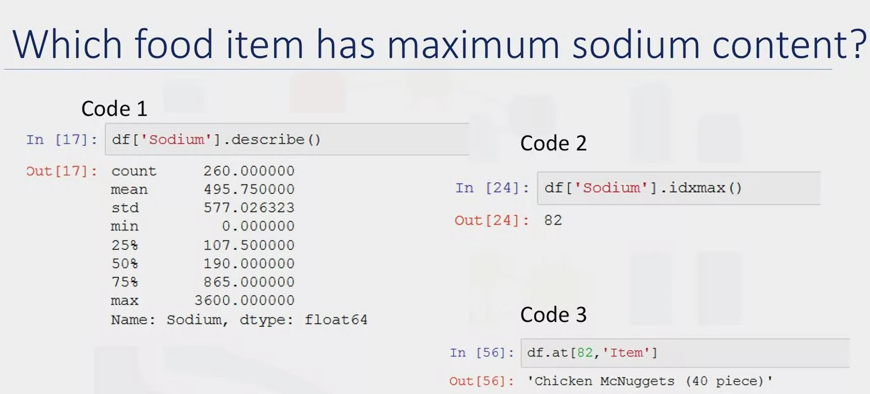 Which food item has maximum sodium content?
Code 1
In [17]: df['Sodium'].describe()
Out[17]: count 260.000000
mean 495.750000
std 577.026323
min 0.000000
25% 107.500000
50% 190.000000
75% 865.000000
max 3600.000000
Name: Sodium, dtype: float64
Code 2
In [24]: df['Sodium'].idxmax()
Out[24]: 82
Code 3
In [56]: df.at[82,'Item']
Out[56]: 'Chicken McNuggets (40 piece)'